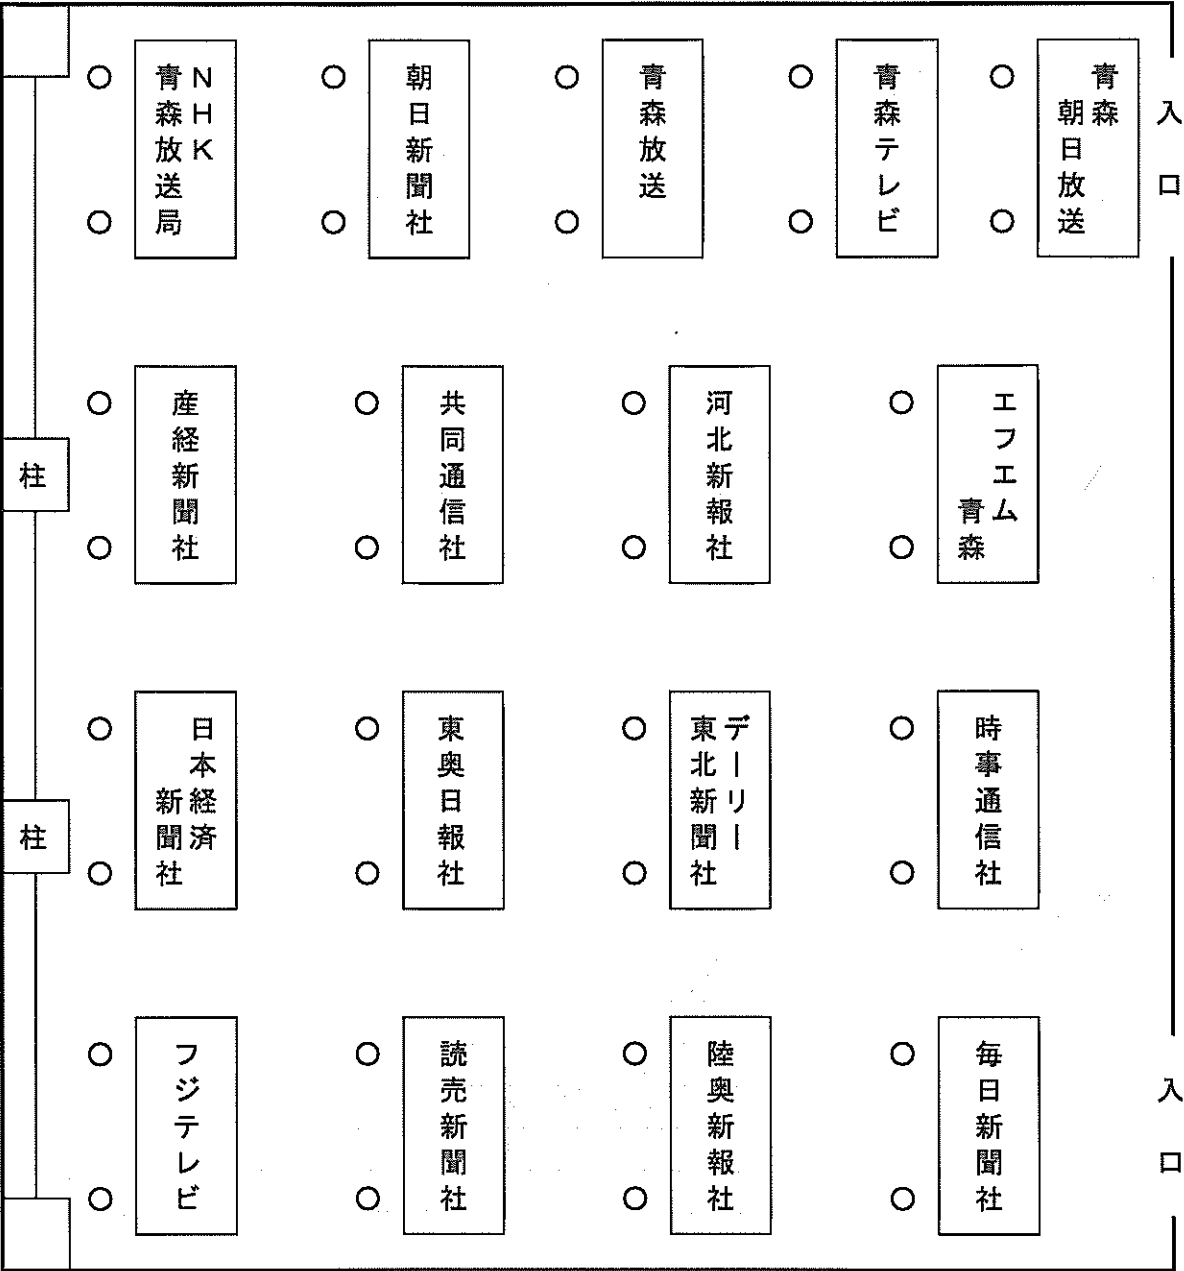 NHK
青森放送局
朝日新聞社
青森放送
青森テレビ
青森
朝日放送
入口
産経新聞社
共同通信社
河北新報社
エフエム
青森
柱
日本経済
新聞社
東奥日報社
デーリー
東北新聞社
時事通信社
柱
フジテレビ
読売新聞社
陸奥新報社
毎日新聞社
入口